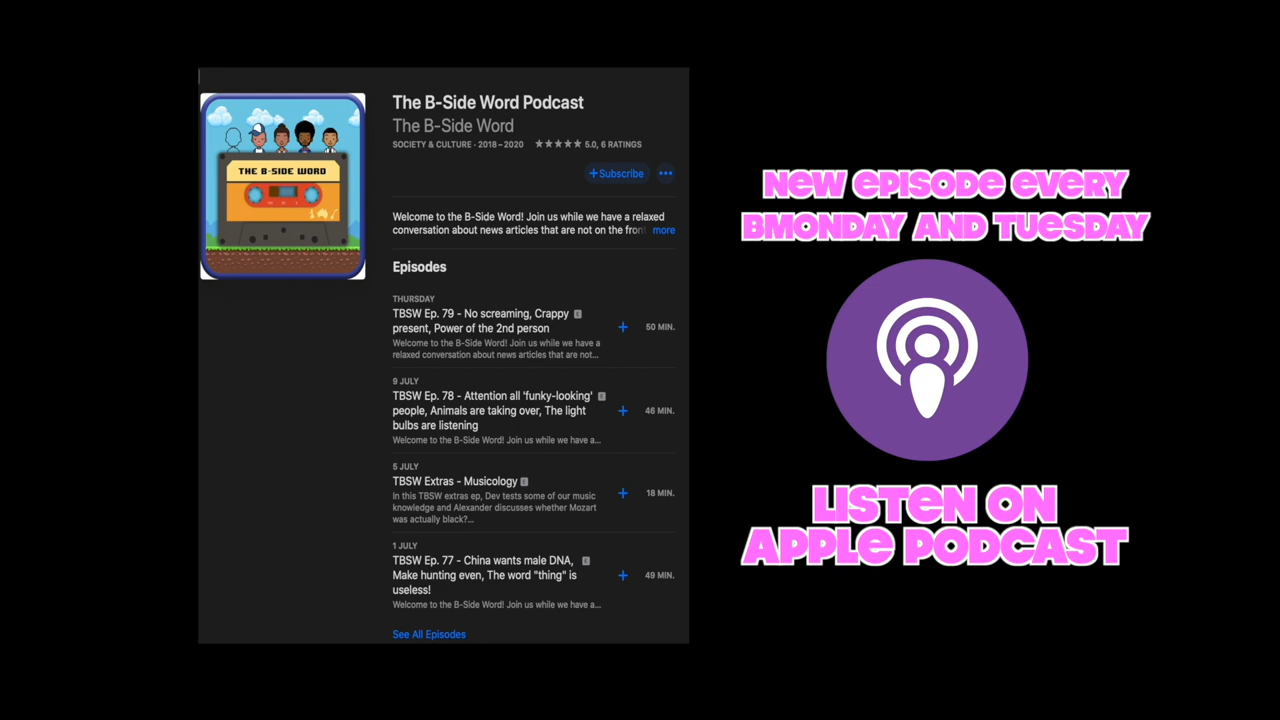 The B-Side Word Podcast
The B-Side Word
SOCIETY & CULTURE · 2018 – 2020 ★★★★★ 5.0, 6 RATINGS
+Subscribe •••
Welcome to the B-Side Word! Join us while we have a relaxed
conversation about news articles that are not on the fron more
Episodes
THURSDAY
TBSW Ep. 79 - No screaming, Crappy E
present, Power of the 2nd person
+ 50 MIN.
Welcome to the B-Side Word! Join us while we have a
relaxed conversation about news articles that are not...
9 JULY
TBSW Ep. 78 - Attention all 'funky-looking' E
people, Animals are taking over, The light
bulbs are listening
+ 46 MIN.
Welcome to the B-Side Word! Join us while we have a...
5 JULY
TBSW Extras - Musicology E
In this TBSW extras ep, Dev tests some of our music
knowledge and Alexander discusses whether Mozart
was actually black?...
+ 18 MIN.
1 JULY
TBSW Ep. 77 - China wants male DNA, E
Make hunting even, The word "thing" is
useless!
+ 49 MIN.
Welcome to the B-Side Word! Join us while we have a...
See All Episodes
THE B-SIDE WORD
NEW EPISODE EVERY
BMONDAY AND TUESDAY
LISTEN ON
APPLE PODCAST